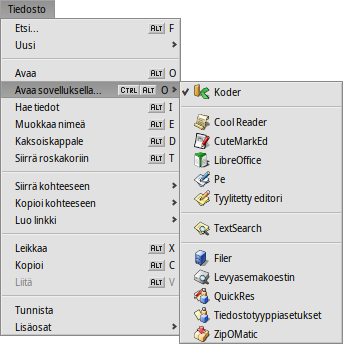 Tiedosto
Etsi... ALT F
Uusi
Avaa ALT O
Avaa sovelluksella... CTRL ALT O
Hae tiedot ALT I
Muokkaa nimeä ALT E
Kaksoiskappale ALT D
Siirrä roskakoriin ALT T
Siirrä kohteeseen
Kopioi kohteeseen
Luo linkki
Leikkaa ALT X
Kopioi ALT C
Liitä ALT V
Tunnista
Lisäosat
Koder
Cool Reader
CuteMarkEd
LibreOffice
Pe
Tyylitetty editori
TextSearch
Filer
Levyasemakoestin
QuickRes
Tiedostotyyppiasetukset
ZipOMatic